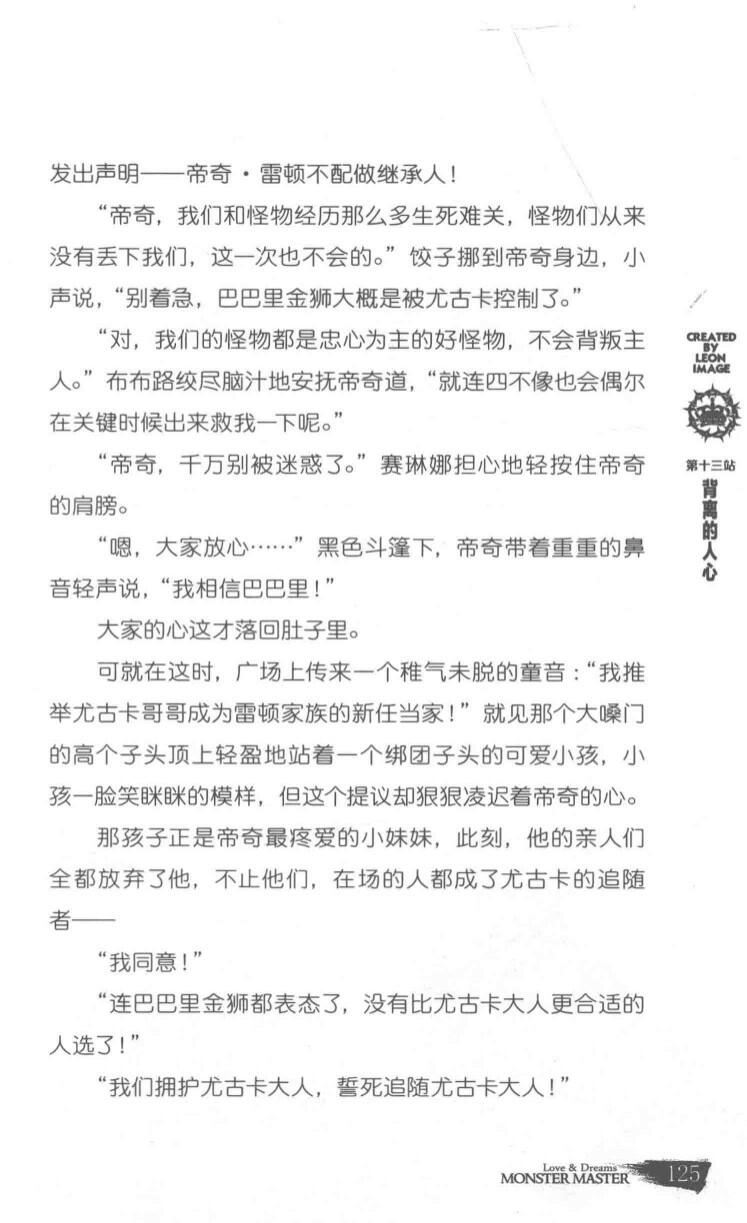 发出声明——帝奇·雷顿不配做继承人！
“帝奇，我们和怪物经历那么多生死难关，怪物们从来
没有丢下我们，这一次也不会的。”饺子挪到帝奇身边，小
声说，“别着急，巴巴里金狮大概是被尤古卡控制了。”
“对，我们的怪物都是忠心为主的好怪物，不会背叛主
人。”布布路绞尽脑汁地安抚帝奇道，“就连四不像也会偶尔
在关键时候出来救我一下呢。”
“帝奇，千万别被迷惑了。”赛琳娜担心地轻按住帝奇
的肩膀。
“嗯，大家放心……”黑色斗篷下，帝奇带着重重的鼻
音轻声说，“我相信巴巴里！”
大家的心这才落回肚子里。
可就在这时，广场上传来一个稚气未脱的童音：“我推
举尤古卡哥哥成为雷顿家族的新任当家！”就见那个大嗓门
的高个子头顶上轻盈地站着一个绑团子头的可爱小孩，小
孩一脸笑眯眯的模样，但这个提议却狠狠凌迟着帝奇的心。
那孩子正是帝奇最疼爱的小妹妹，此刻，他的亲人们
全都放弃了他，不止他们，在场的人都成了尤古卡的追随
者——
“我同意！”
“连巴巴里金狮都表态了，没有比尤古卡大人更合适的
人选了！”
“我们拥护尤古卡大人，誓死追随尤古卡大人！”
CREATED
BY
LEON
IMAGE
第十三站
背离的人心
Love & Dreams
MONSTER MASTER
125